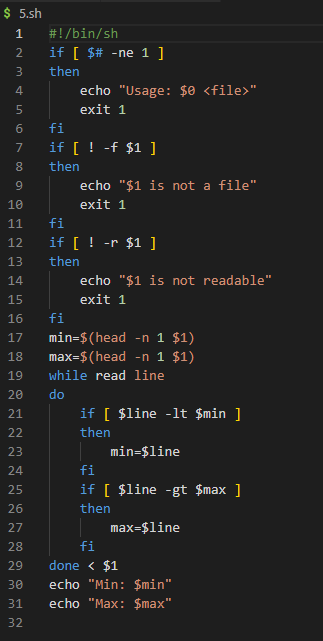 $ 5.sh
1 #!/bin/sh
2 if [ $# -ne 1 ]
3 then
4     echo "Usage: $0 <file>"
5     exit 1
6 fi
7 if [ ! -f $1 ]
8 then
9     echo "$1 is not a file"
10     exit 1
11 fi
12 if [ ! -r $1 ]
13 then
14     echo "$1 is not readable"
15     exit 1
16 fi
17 min=$(head -n 1 $1)
18 max=$(head -n 1 $1)
19 while read line
20 do
21     if [ $line -lt $min ]
22     then
23         min=$line
24     fi
25     if [ $line -gt $max ]
26     then
27         max=$line
28     fi
29 done < $1
30 echo "Min: $min"
31 echo "Max: $max"
32